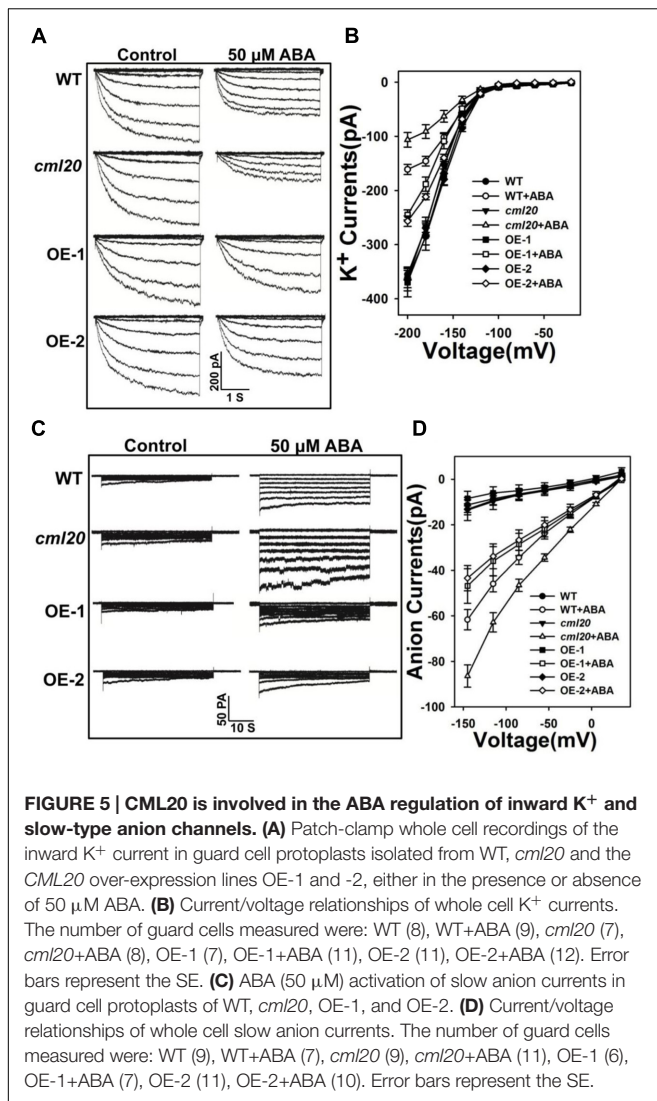 A
Control
50 µM ABA
WT
cml20
OE-1
OE-2
200 pA
1 S
B
K+ Currents(pA)
0
-100
-200
-300
-400
WT
WT+ABA
cml20
cml20+ABA
OE-1
OE-1+ABA
OE-2
OE-2+ABA
-200
-150
-100
-50
Voltage(mV)
C
Control
50 µM ABA
WT
cml20
OE-1
OE-2
50 PA
10 S
D
Anion Currents(pA)
0
-20
-40
-60
-80
-100
WT
WT+ABA
cml20
cml20+ABA
OE-1
OE-1+ABA
OE-2
OE-2+ABA
-150
-100
-50
0
Voltage(mV)
FIGURE 5 | CML20 is involved in the ABA regulation of inward K+ and
slow-type anion channels. (A) Patch-clamp whole cell recordings of the
inward K+ current in guard cell protoplasts isolated from WT, cml20 and the
CML20 over-expression lines OE-1 and -2, either in the presence or absence
of 50 µM ABA. (B) Current/voltage relationships of whole cell K+ currents.
The number of guard cells measured were: WT (8), WT+ABA (9), cml20 (7),
cml20+ABA (8), OE-1 (7), OE-1+ABA (11), OE-2 (11), OE-2+ABA (12). Error
bars represent the SE. (C) ABA (50 µM) activation of slow anion currents in
guard cell protoplasts of WT, cml20, OE-1, and OE-2. (D) Current/voltage
relationships of whole cell slow anion currents. The number of guard cells
measured were: WT (9), WT+ABA (7), cml20 (9), cml20+ABA (11), OE-1 (6),
OE-1+ABA (7), OE-2 (11), OE-2+ABA (10). Error bars represent the SE.